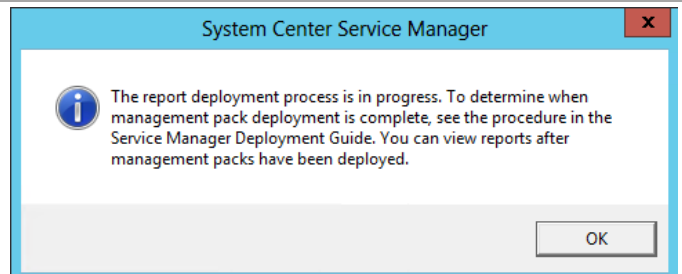 System Center Service Manager
x
The report deployment process is in progress. To determine when
management pack deployment is complete, see the procedure in the
Service Manager Deployment Guide. You can view reports after
management packs have been deployed.
OK